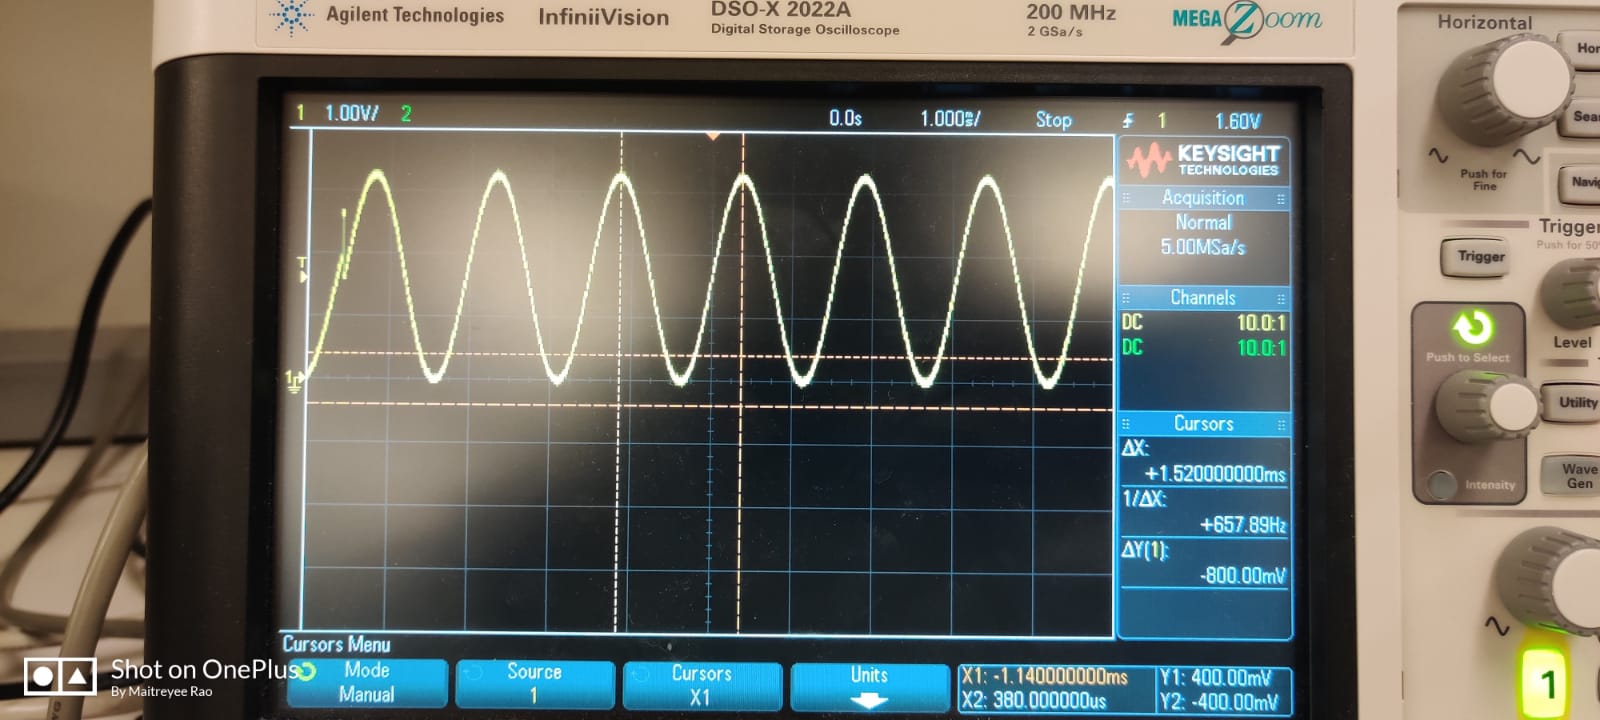 Agilent Technologies InfiniiVision DSO-X 2022A 200 MHz MEGA Zoom
Digital Storage Oscilloscope 2 GSa/s
1 1.00V/ 2 0.0s 1.000ms/ Stop 1 1.60V
KEYSIGHT
TECHNOLOGIES
Acquisition
Normal
5.00MSa/s
Channels
DC 10.0:1
DC 10.0:1
Cursors
ΔX:
+1.520000000ms
1/ΔX:
+657.89Hz
ΔY(1):
-800.00mV
T
1
Cursors Menu
Mode
Manual
Source
1
Cursors
X1
Units
X1: -1.140000000ms
X2: 380.000000us
Y1: 400.00mV
Y2: -400.00mV
Horizontal
Push for
Fine
Trigger
Push for 50
Trigger
Level
Push to Select
Intensity
Utility
Wave
Gen
1
Shot on OnePlus
By Maitreyee Rao